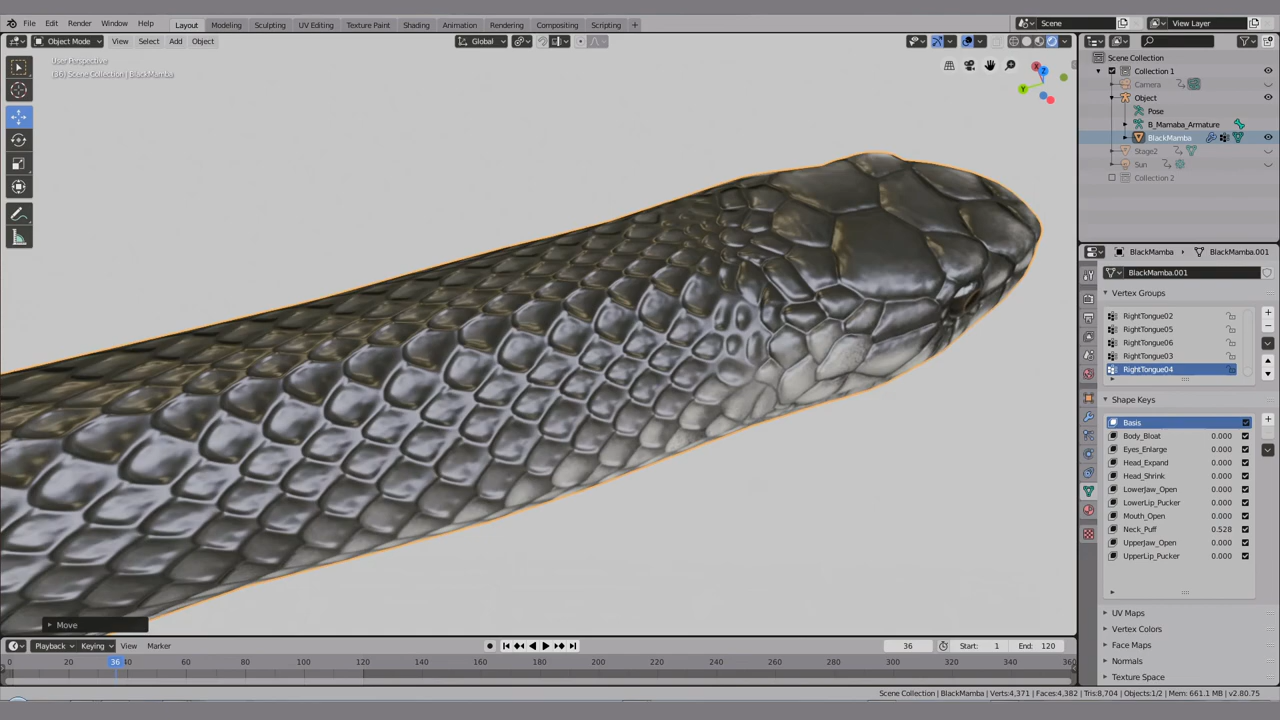 File Edit Render Window Help Layout Modeling Sculpting UV Editing Texture Paint Shading Animation Rendering Compositing Scripting + Scene View Layer
Object Mode View Select Add Object Global
User Perspective
(36) Scene Collection | BlackMamba
Scene Collection
Collection 1
Camera
Object
Pose
B_Mamaba_Armature
BlackMamba
Stage2
Sun
Collection 2
BlackMamba BlackMamba.001
BlackMamba.001
Vertex Groups
RightTongue02
RightTongue05
RightTongue06
RightTongue03
RightTongue04
Shape Keys
Basis
Body_Bloat 0.000
Eyes_Enlarge 0.000
Head_Expand 0.000
Head_Shrink 0.000
LowerJaw_Open 0.000
LowerLip_Pucker 0.000
Mouth_Open 0.000
Neck_Puff 0.528
UpperJaw_Open 0.000
UpperLip_Pucker 0.000
UV Maps
Vertex Colors
Face Maps
Normals
Texture Space
Move
Playback Keying View Marker 36 Start: 1 End: 120
0 20 36 40 60 80 100 120 140 160 180 200 220 240 260 280 300 320 340 360
Scene Collection | BlackMamba | Verts:4,371 | Faces:4,382 | Tris:8,704 | Objects:1/2 | Mem: 661.1 MB | v2.80.75